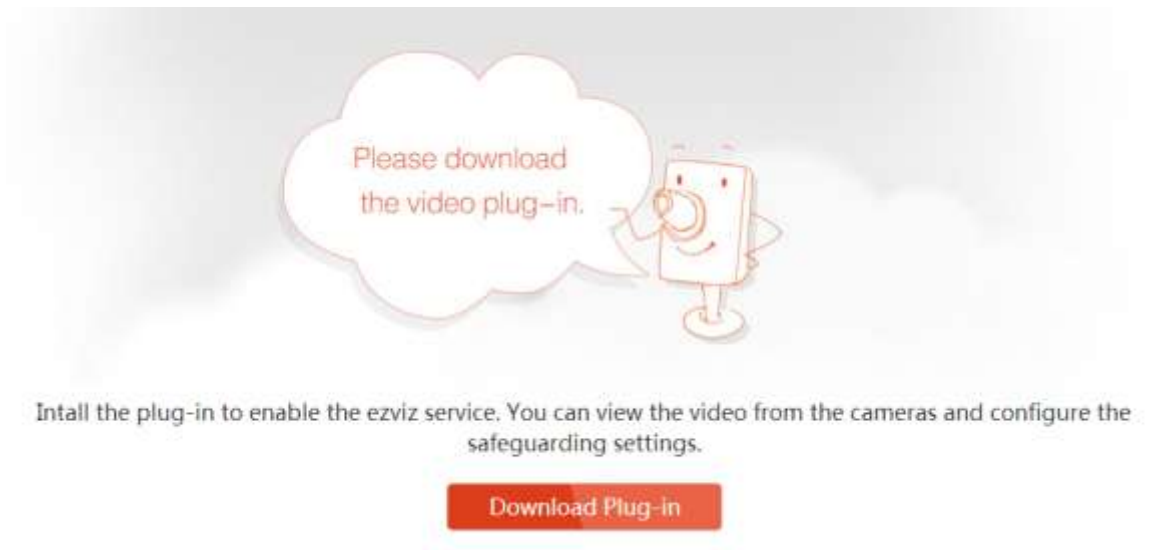 Please download
the video plug-in.
Intall the plug-in to enable the ezviz service. You can view the video from the cameras and configure the
safeguarding settings.
Download Plug-in